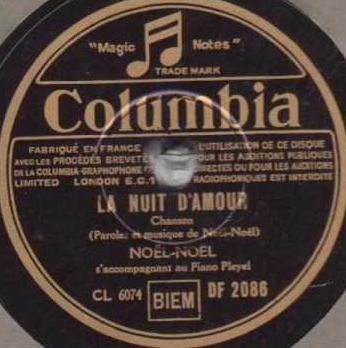 "Magic Notes"
TRADE MARK
Columbia
FABRIQUÉ EN FRANCE
AVEC LES PROCÉDÉS BREVETÉS
DE LA COLUMBIA-GRAPHOPHONE
LIMITED LONDON E.C.1
L'UTILISATION DE CE DISQUE
POUR LES AUDITIONS PUBLIQUES
DIRECTES OU POUR LES AUDITIONS
RADIOPHONIQUES EST INTERDITE
LA NUIT D'AMOUR
Chanson
(Paroles et musique de Noël-Noël)
NOËL-NOËL
s'accompagnant au Piano Pleyel
CL 6074 BIEM DF 2086